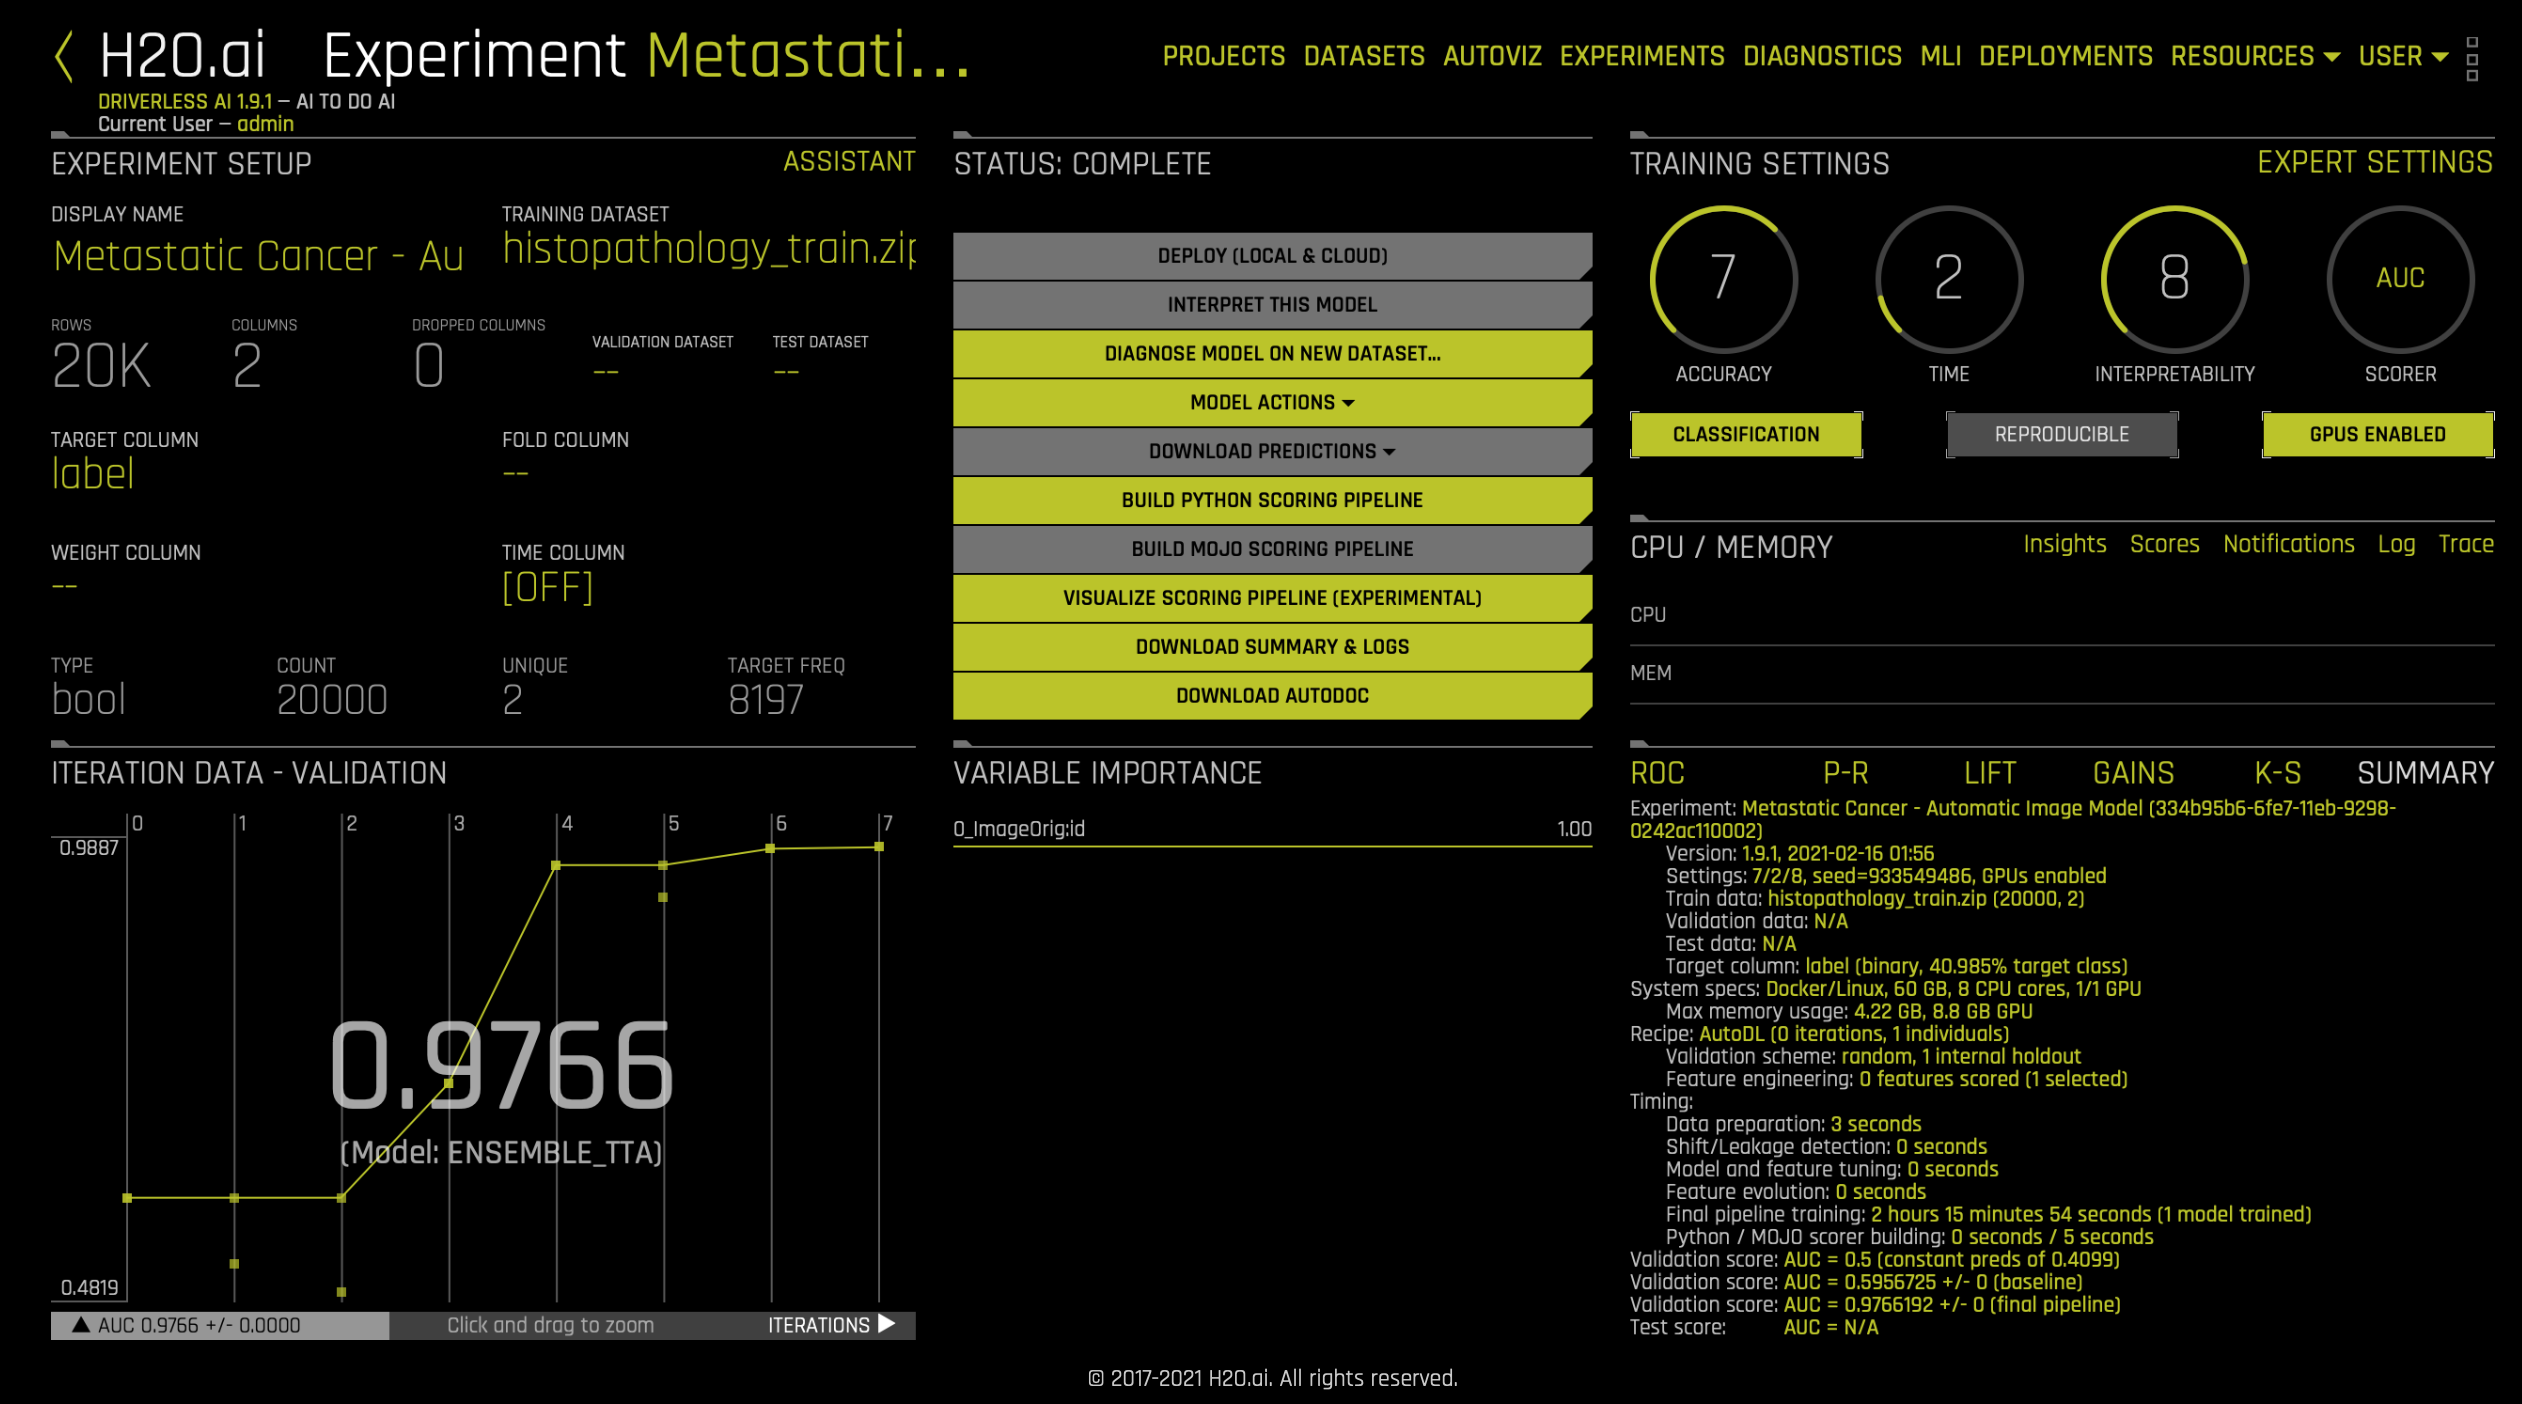 H2O.ai Experiment Metastati...
PROJECTS DATASETS AUTOVIZ EXPERIMENTS DIAGNOSTICS MLI DEPLOYMENTS RESOURCES USER
DRIVERLESS AI 1.9.1 – AI TO DO AI
Current User – admin
EXPERIMENT SETUP ASSISTANT
DISPLAY NAME TRAINING DATASET
Metastatic Cancer - Au histopathology_train.zip
ROWS COLUMNS DROPPED COLUMNS VALIDATION DATASET TEST DATASET
20K 2 0 -- --
TARGET COLUMN FOLD COLUMN
label --
WEIGHT COLUMN TIME COLUMN
-- [OFF]
TYPE COUNT UNIQUE TARGET FREQ
bool 20000 2 8197
STATUS: COMPLETE
DEPLOY (LOCAL & CLOUD)
INTERPRET THIS MODEL
DIAGNOSE MODEL ON NEW DATASET...
MODEL ACTIONS
DOWNLOAD PREDICTIONS
BUILD PYTHON SCORING PIPELINE
BUILD MOJO SCORING PIPELINE
VISUALIZE SCORING PIPELINE (EXPERIMENTAL)
DOWNLOAD SUMMARY & LOGS
DOWNLOAD AUTODOC
TRAINING SETTINGS EXPERT SETTINGS
7 2 8 AUC
ACCURACY TIME INTERPRETABILITY SCORER
CLASSIFICATION REPRODUCIBLE GPUS ENABLED
CPU / MEMORY Insights Scores Notifications Log Trace
CPU
MEM
ITERATION DATA - VALIDATION
0 1 2 3 4 5 6 7
0.9887
0.9766
(Model: ENSEMBLE_TTA)
0.4819
▲ AUC 0.9766 +/- 0.0000 Click and drag to zoom ITERATIONS ▶
VARIABLE IMPORTANCE
0_ImageOrig:id 1.00
ROC P-R LIFT GAINS K-S SUMMARY
Experiment: Metastatic Cancer - Automatic Image Model (334b95b6-6fe7-11eb-9298-
0242ac110002)
Version: 1.9.1, 2021-02-16 01:56
Settings: 7/2/8, seed=933549486, GPUs enabled
Train data: histopathology_train.zip (20000, 2)
Validation data: N/A
Test data: N/A
Target column: label (binary, 40.985% target class)
System specs: Docker/Linux, 60 GB, 8 CPU cores, 1/1 GPU
Max memory usage: 4.22 GB, 8.8 GB GPU
Recipe: AutoDL (0 iterations, 1 individuals)
Validation scheme: random, 1 internal holdout
Feature engineering: 0 features scored (1 selected)
Timing:
Data preparation: 3 seconds
Shift/Leakage detection: 0 seconds
Model and feature tuning: 0 seconds
Feature evolution: 0 seconds
Final pipeline training: 2 hours 15 minutes 54 seconds (1 model trained)
Python / MOJO scorer building: 0 seconds / 5 seconds
Validation score: AUC = 0.5 (constant preds of 0.4099)
Validation score: AUC = 0.5956725 +/- 0 (baseline)
Validation score: AUC = 0.9766192 +/- 0 (final pipeline)
Test score: AUC = N/A
© 2017-2021 H2O.ai. All rights reserved.